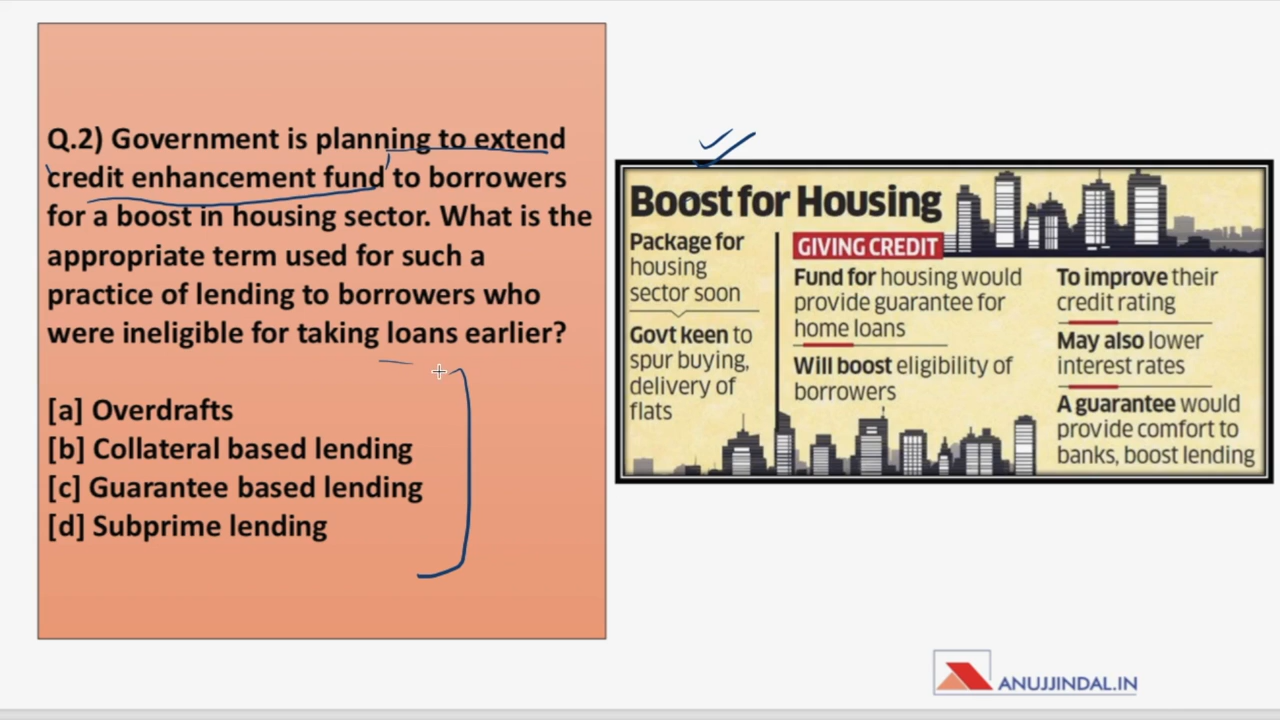 Q.2) Government is planning to extend
credit enhancement fund to borrowers
for a boost in housing sector. What is the
appropriate term used for such a
practice of lending to borrowers who
were ineligible for taking loans earlier?
[a] Overdrafts
[b] Collateral based lending
[c] Guarantee based lending
[d] Subprime lending
Boost for Housing
Package for
housing
sector soon
Govt keen to
spur buying,
delivery of
flats
GIVING CREDIT
Fund for housing would
provide guarantee for
home loans
Will boost eligibility of
borrowers
To improve their
credit rating
May also lower
interest rates
A guarantee would
provide comfort to
banks, boost lending
ANUJJINDAL.IN